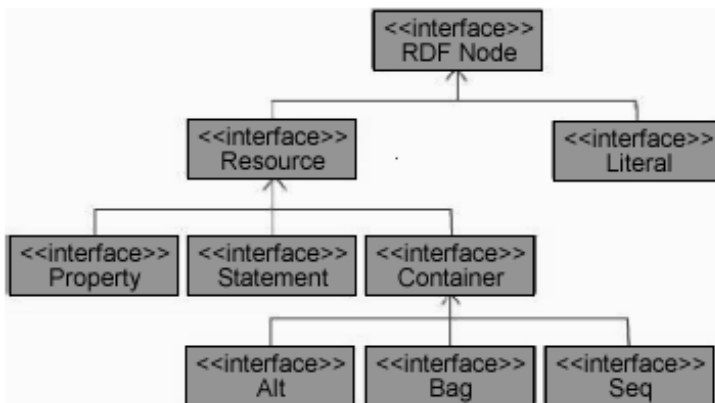 <<interface>>
RDF Node
<<interface>>
Resource
<<interface>>
Literal
<<interface>>
Property
<<interface>>
Statement
<<interface>>
Container
<<interface>>
Alt
<<interface>>
Bag
<<interface>>
Seq